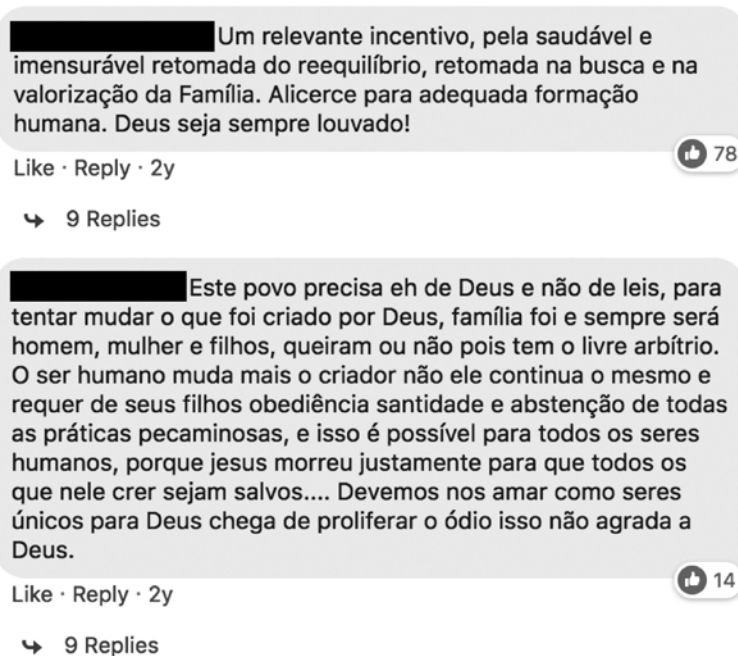 Um relevante incentivo, pela saudável e
imensurável retomada do reequilíbrio, retomada na busca e na
valorização da Família. Alicerce para adequada formação
humana. Deus seja sempre louvado!
78
Like · Reply · 2y
9 Replies
Este povo precisa eh de Deus e não de leis, para
tentar mudar o que foi criado por Deus, família foi e sempre será
homem, mulher e filhos, queiram ou não pois tem o livre arbítrio.
O ser humano muda mais o criador não ele continua o mesmo e
requer de seus filhos obediência santidade e abstenção de todas
as práticas pecaminosas, e isso é possível para todos os seres
humanos, porque jesus morreu justamente para que todos os
que nele crer sejam salvos.... Devemos nos amar como seres
únicos para Deus chega de proliferar o ódio isso não agrada a
Deus.
14
Like · Reply · 2y
9 Replies